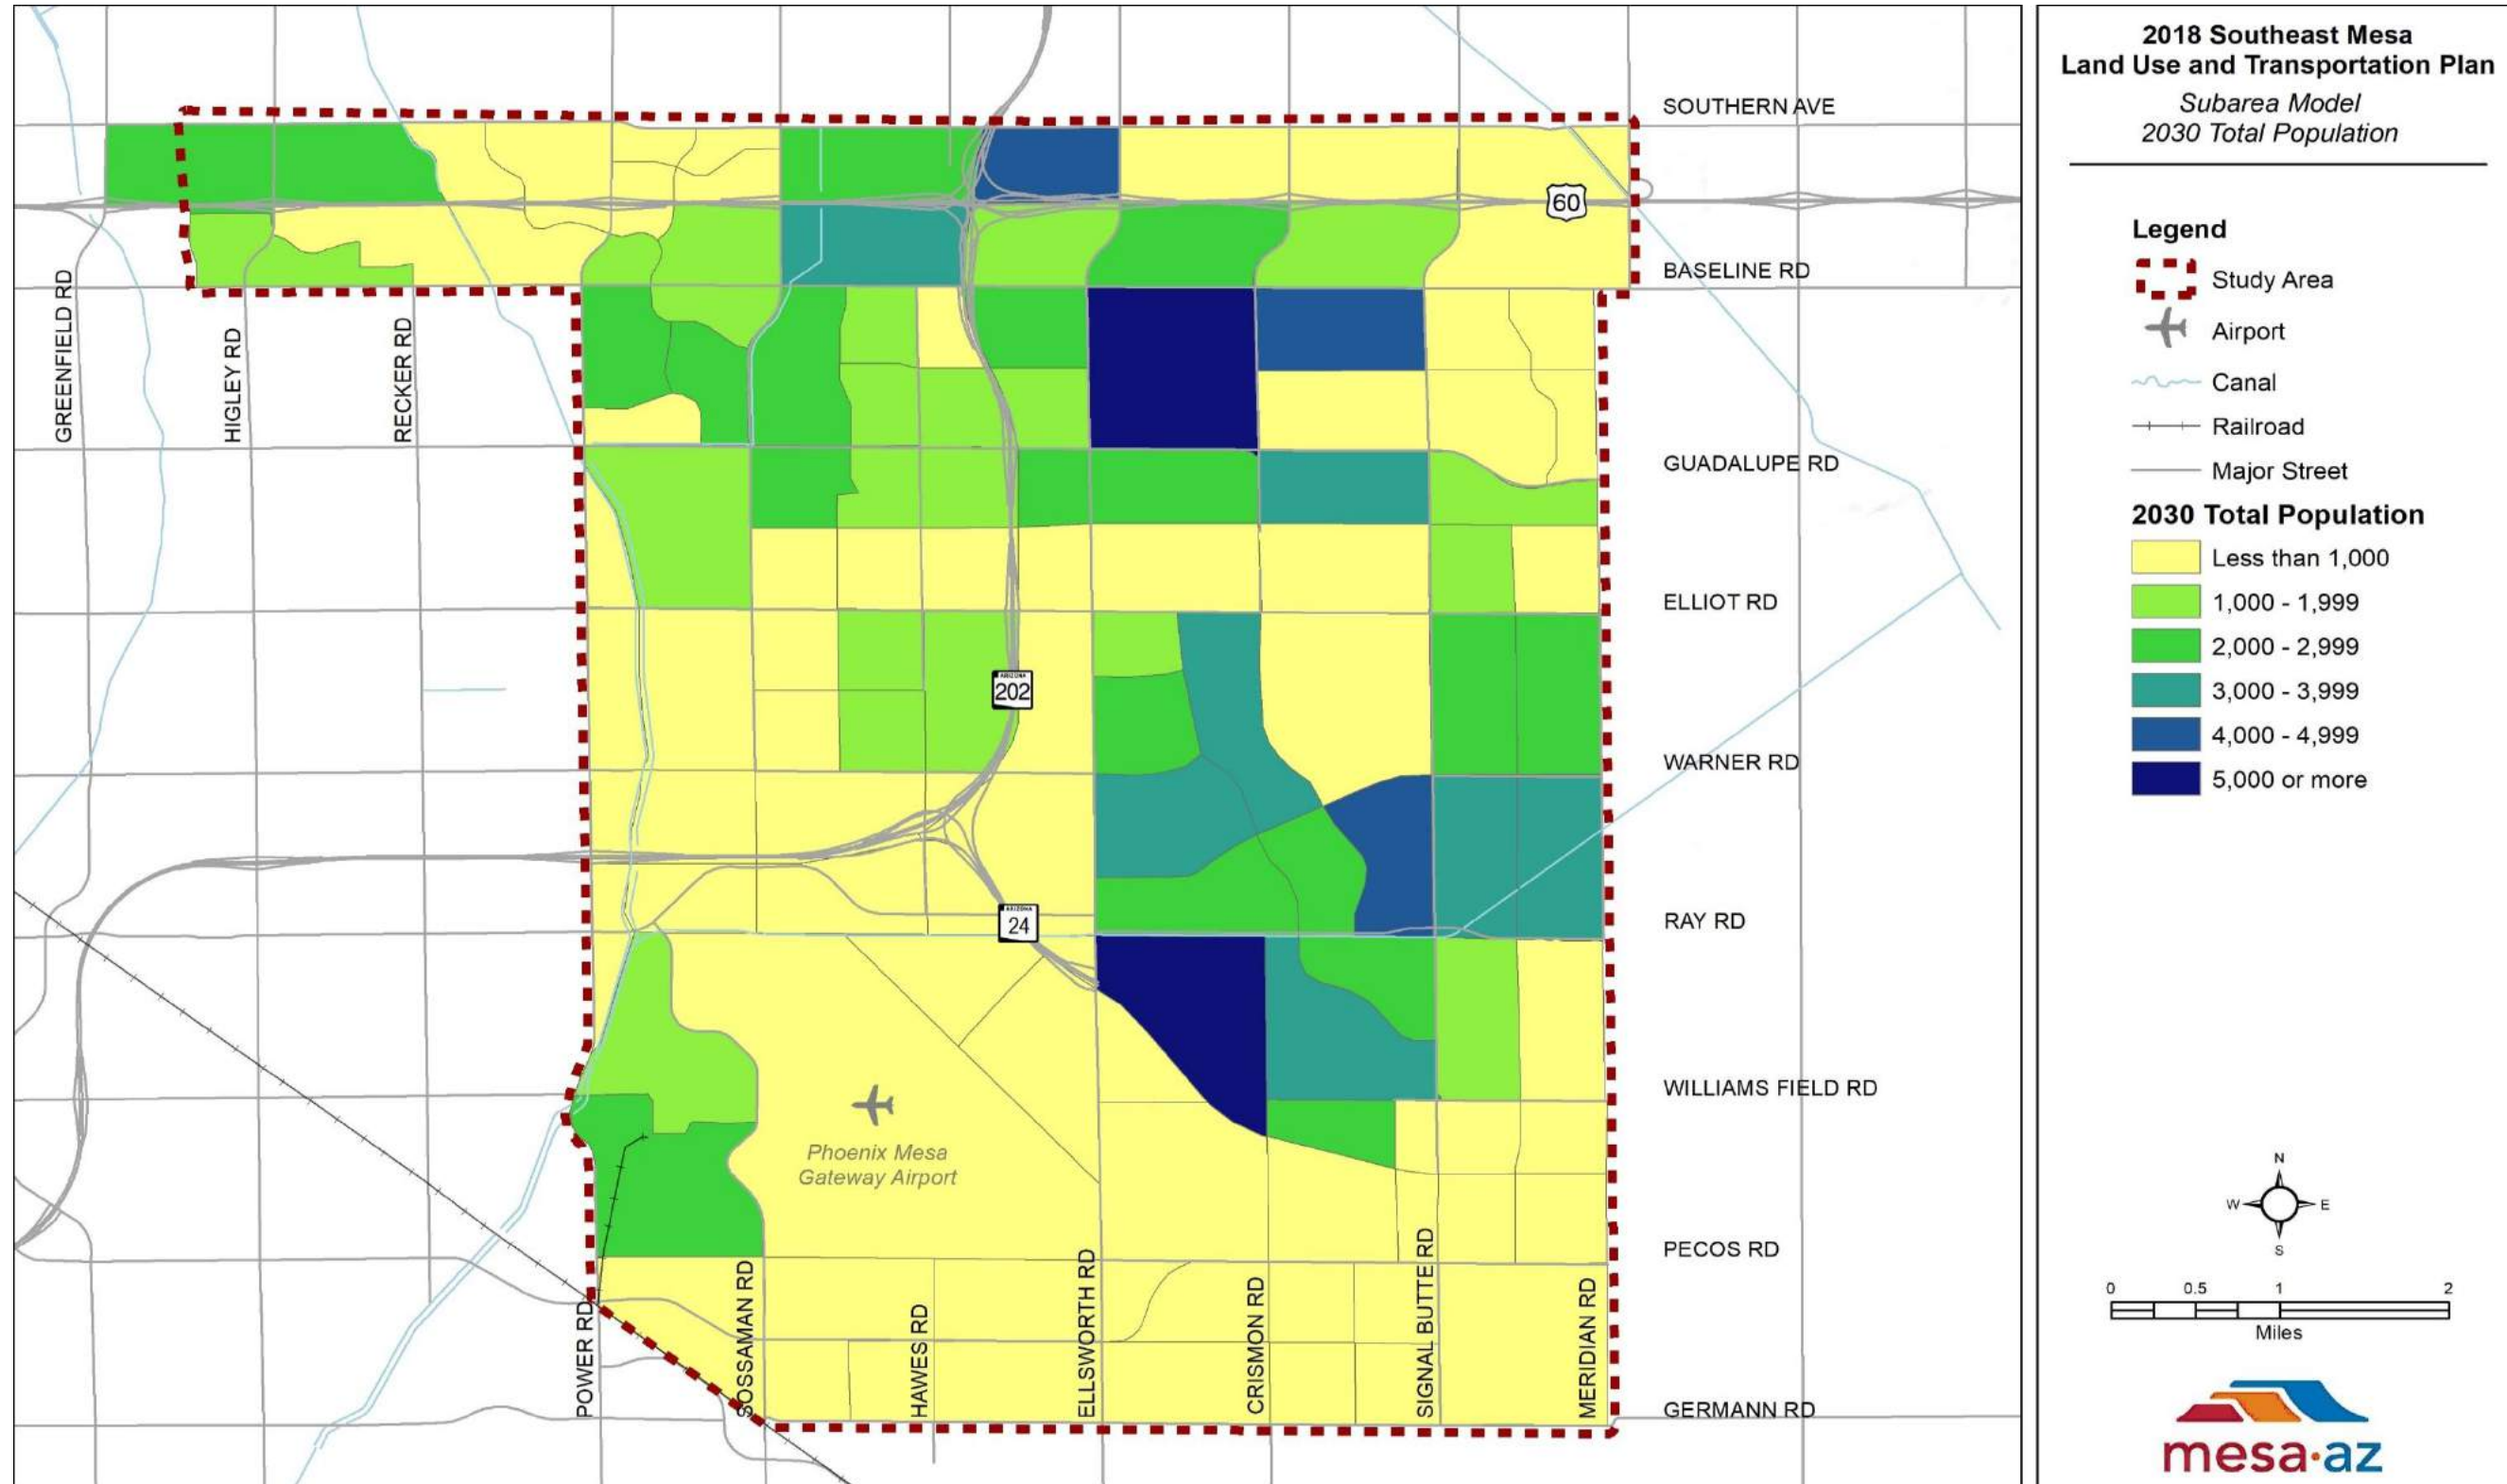 2018 Southeast Mesa
Land Use and Transportation Plan
Subarea Model
2030 Total Population
Legend
Study Area
Airport
Canal
Railroad
Major Street
2030 Total Population
Less than 1,000
1,000 - 1,999
2,000 - 2,999
3,000 - 3,999
4,000 - 4,999
5,000 or more
N
W
E
S
0
0.5
1
2
Miles
mesa·az
SOUTHERN AVE
60
BASELINE RD
GREENFIELD RD
HIGLEY RD
RECKER RD
GUADALUPE RD
ELLIOT RD
ARIZONA
202
WARNER RD
ARIZONA
24
RAY RD
WILLIAMS FIELD RD
Phoenix Mesa
Gateway Airport
PECOS RD
POWER RD
SOSSAMAN RD
HAWES RD
ELLSWORTH RD
CRISMON RD
SIGNAL BUTTE RD
MERIDIAN RD
GERMANN RD